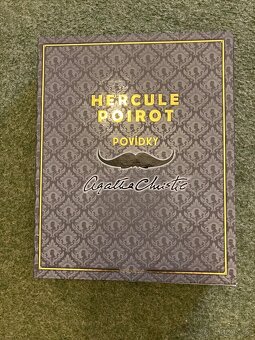 HERCULE
POIROT
POVÍDKY
Agatha Christie